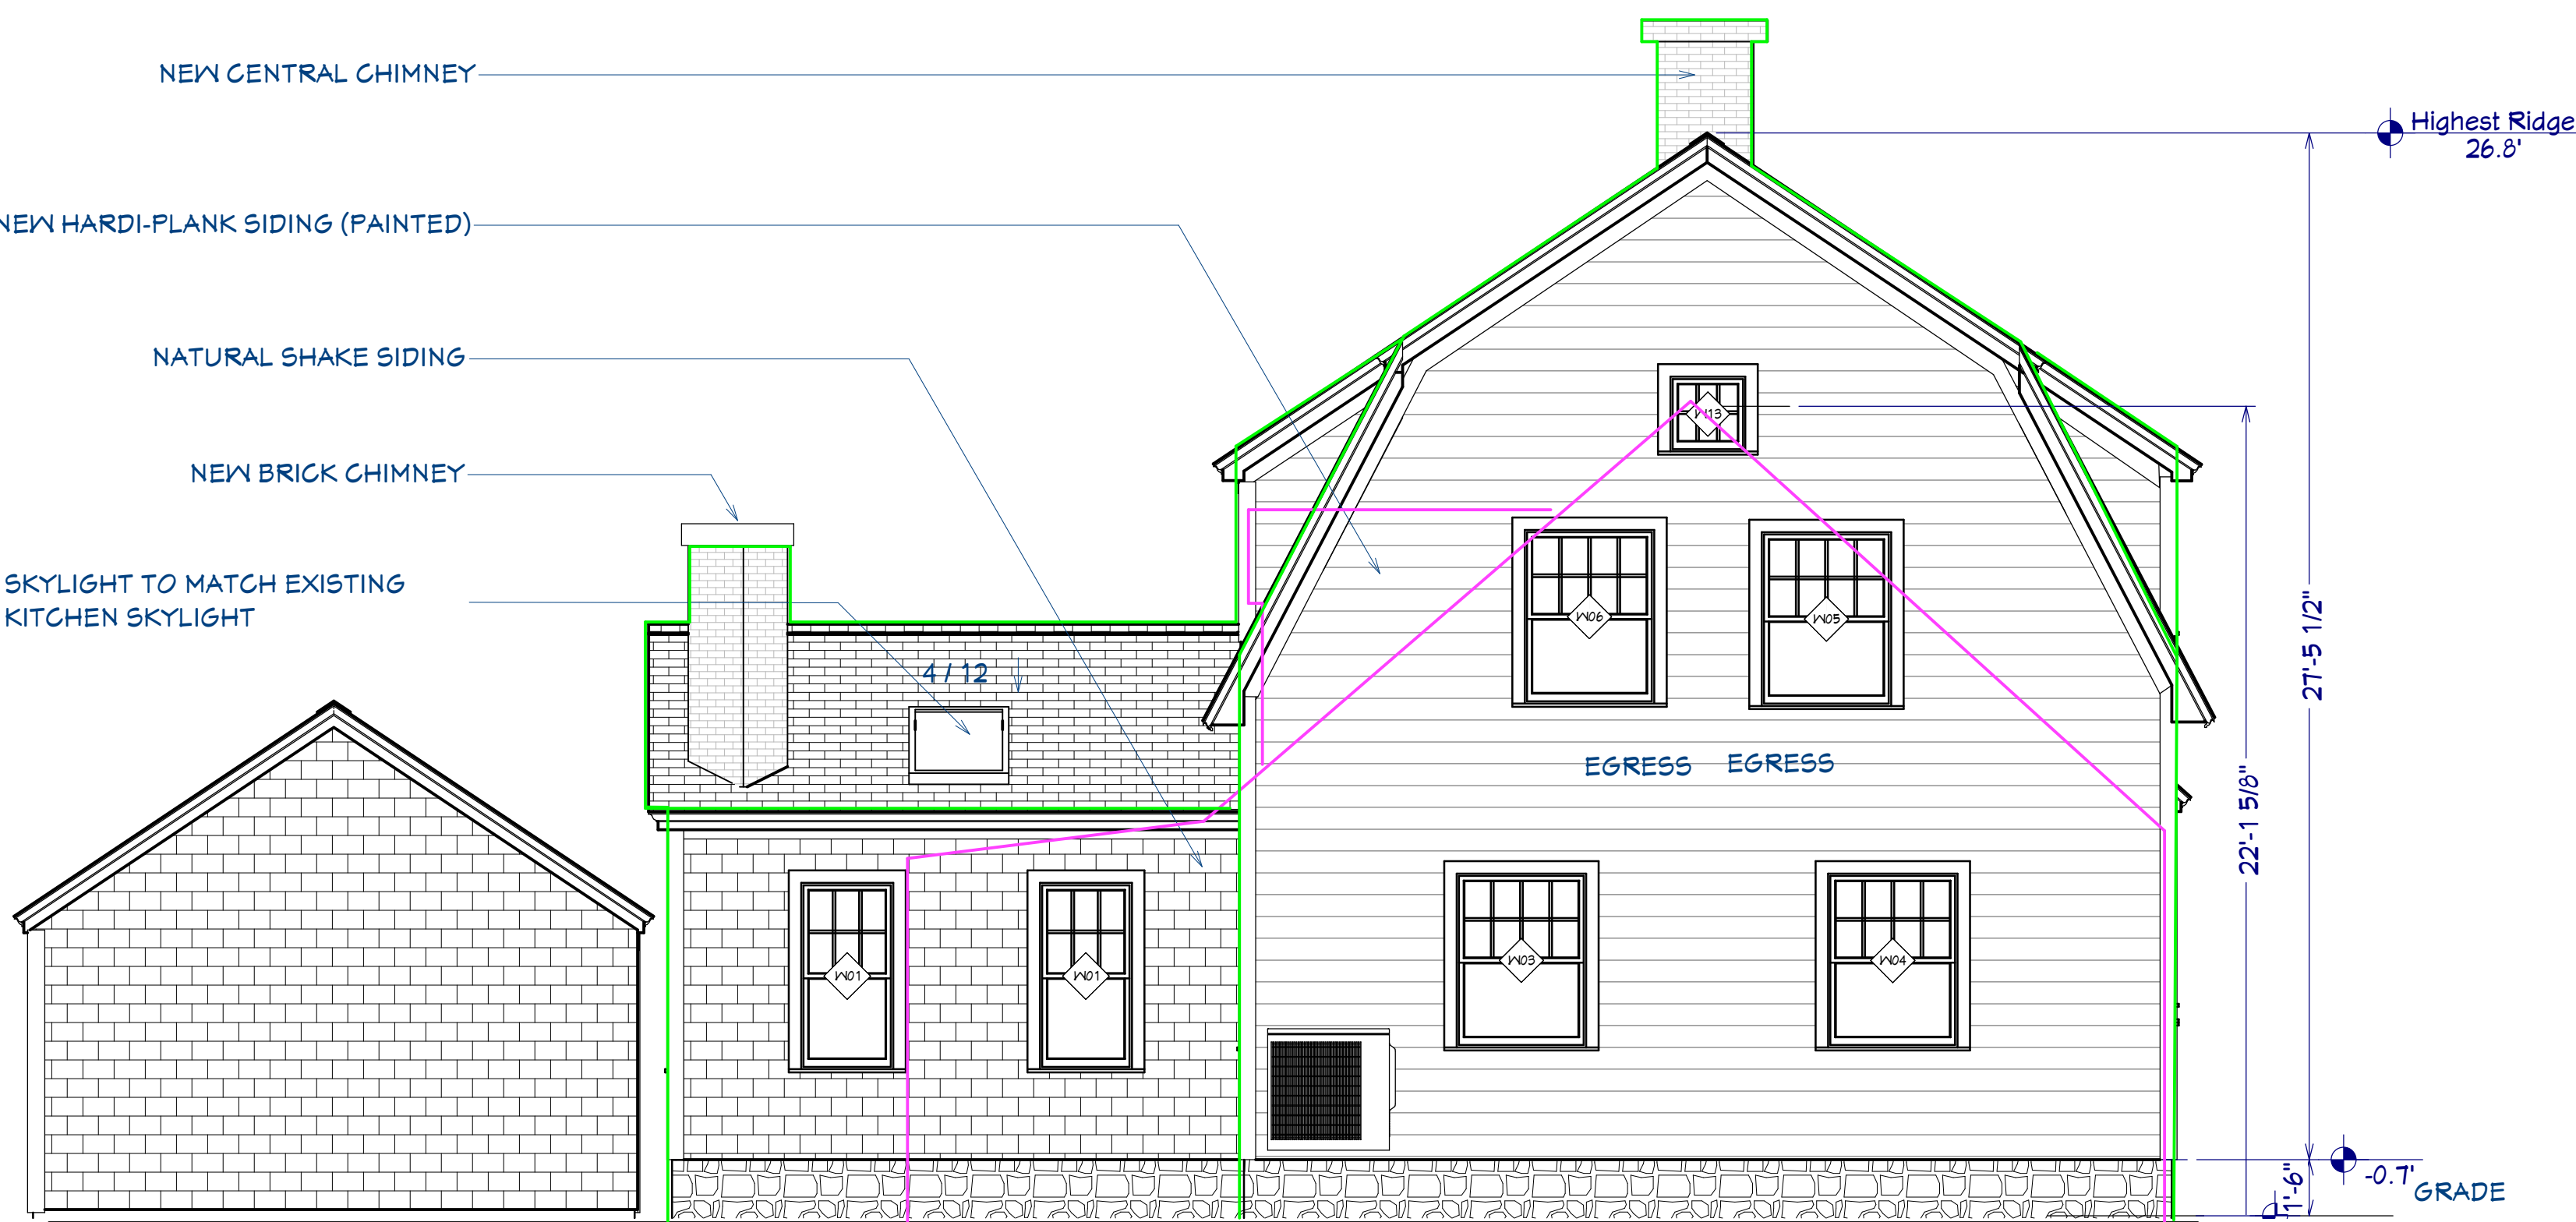 NEW CENTRAL CHIMNEY
Highest Ridge
26.8'
NEW HARDI-PLANK SIDING (PAINTED)
NATURAL SHAKE SIDING
W13
NEW BRICK CHIMNEY
SKYLIGHT TO MATCH EXISTING
KITCHEN SKYLIGHT
W06
W05
27'-5 1/2"
4 / 12
EGRESS
EGRESS
22'-1 5/8"
W01
W01
W03
W04
-0.7'
GRADE
1'-6"